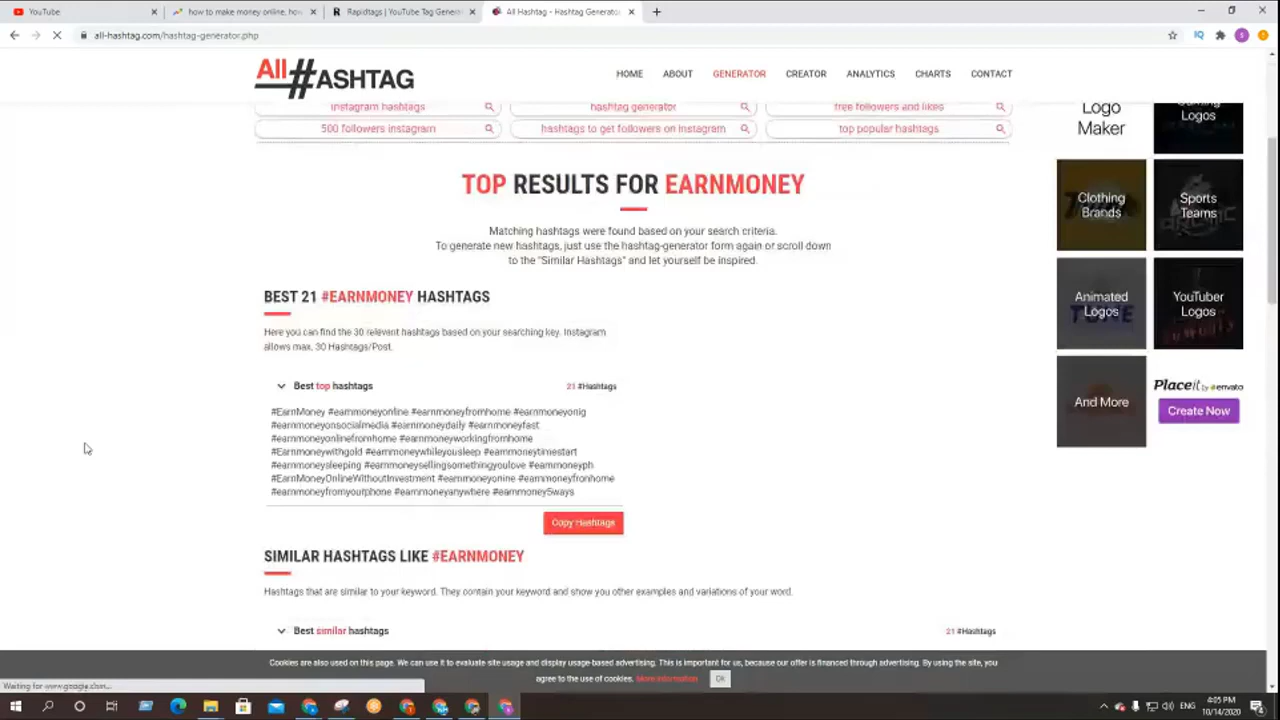 YouTube
how to make money online, how
Rapidtags | YouTube Tag Generat
All Hashtag - Hashtag Generator
all-hashtag.com/hashtag-generator.php
All #ASHTAG
HOME ABOUT GENERATOR CREATOR ANALYTICS CHARTS CONTACT
instagram hashtags
hashtag generator
free followers and likes
500 followers instagram
hashtags to get followers on instagram
top popular hashtags
Logo
Maker
Logos
Clothing
Brands
Sports
Teams
Animated
Logos
YouTuber
Logos
And More
Placeit by envato
Create Now
TOP RESULTS FOR EARNMONEY
Matching hashtags were found based on your search criteria.
To generate new hashtags, just use the hashtag-generator form again or scroll down
to the "Similar Hashtags" and let yourself be inspired.
BEST 21 #EARNMONEY HASHTAGS
Here you can find the 30 relevent hashtags based on your searching key. Instagram
allows max. 30 Hashtags/Post.
Best top hashtags
21 #Hashtags
#EarnMoney #earnmoneyonline #earnmoneyfromhome #earnmoneyonig
#earnmoneyonsocialmedia #earnmoneydaily #earnmoneyfast
#earnmoneyonlinefromhome #earnmoneyworkingfromhome
#Earnmoneywithgold #earnmoneywhileyousleep #earnmoneytimestart
#earnmoneysleeping #earnmoneysellingsomethingyoulove #earnmoneyph
#EarnMoneyOnlineWithoutInvestment #earnmoneyonine #earnmoneyfronhome
#earnmoneyfromyourphone #earnmoneyanywhere #earnmoney5ways
Copy Hashtags
SIMILAR HASHTAGS LIKE #EARNMONEY
Hashtags that are similar to your keyword. They contain your keyword and show you other examples and variations of your word.
Best similar hashtags
21 #Hashtags
Cookies are also used on this page. We can use it to evaluate site usage and display usage-based advertising. This is important for us, because our offer is financed through advertising. By using the site, you
agree to the use of cookies. More information
Ok
Waiting for www.google.com...
ENG
4:05 PM
10/14/2020